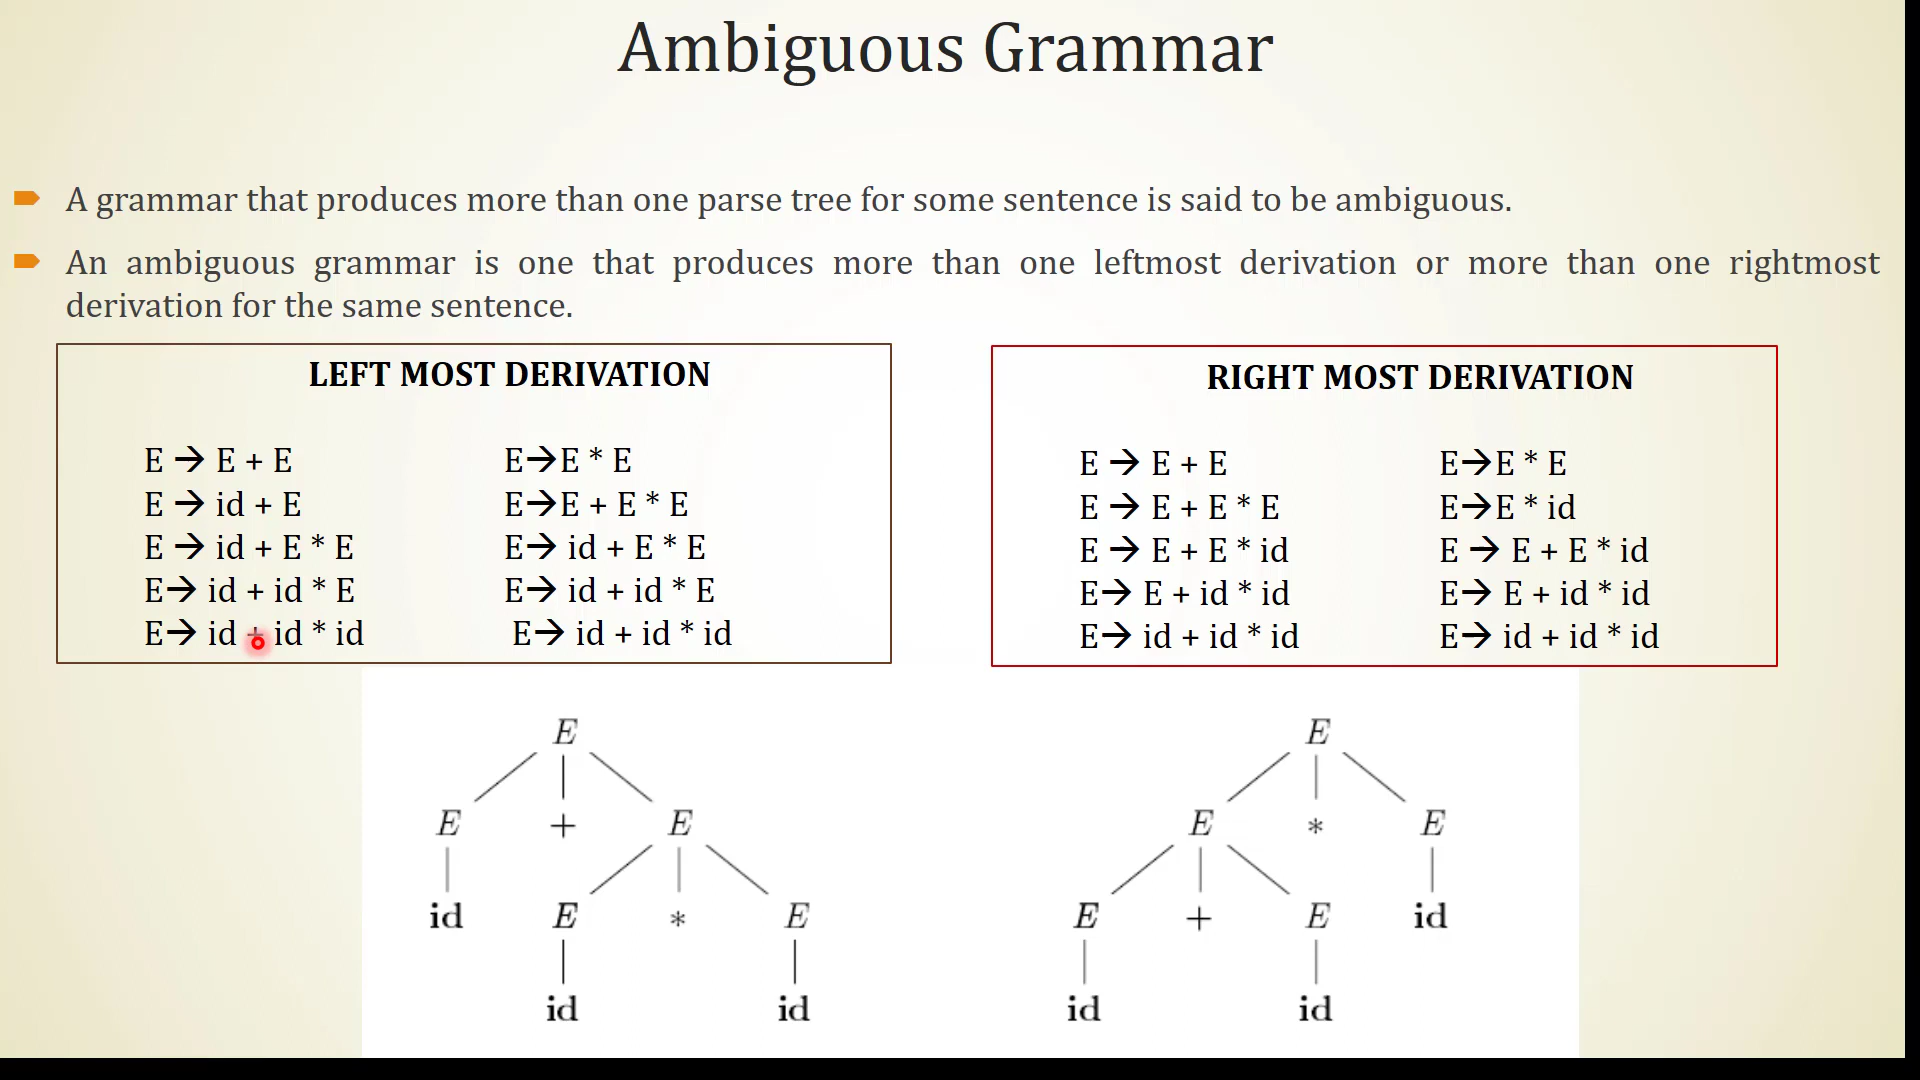 Ambiguous Grammar
A grammar that produces more than one parse tree for some sentence is said to be ambiguous.
An ambiguous grammar is one that produces more than one leftmost derivation or more than one rightmost
derivation for the same sentence.
LEFT MOST DERIVATION
E → E + E E→E * E
E → id + E E→E + E * E
E → id + E * E E→ id + E * E
E→ id + id * E E→ id + id * E
E→ id + id * id E→ id + id * id
RIGHT MOST DERIVATION
E → E + E E→E * E
E → E + E * E E→E * id
E → E + E * id E → E + E * id
E→ E + id * id E→ E + id * id
E→ id + id * id E→ id + id * id
E
E + E
id E * E
id id
E
E * E
E + E id
id id